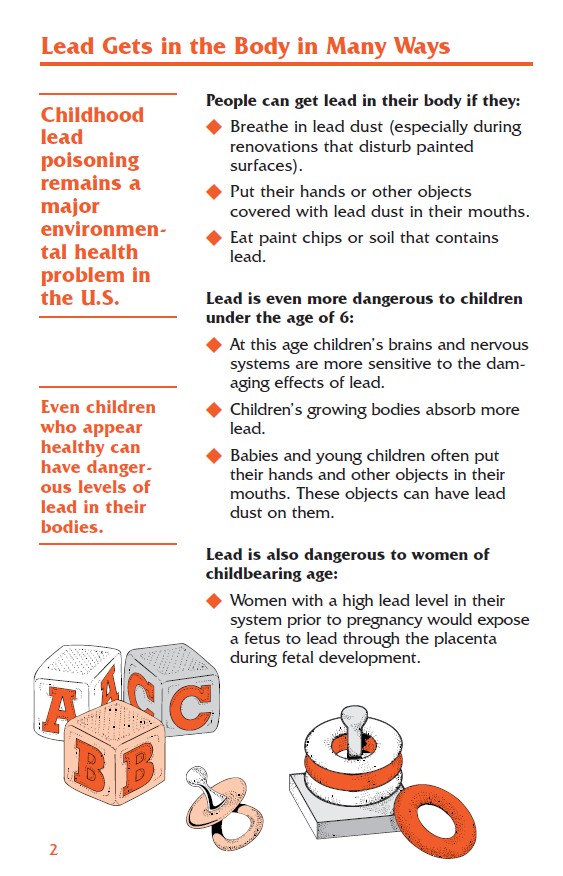 Lead Gets in the Body in Many Ways
Childhood
lead
poisoning
remains a
major
environmen-
tal health
problem in
the U.S.
Even children
who appear
healthy can
have danger-
ous levels of
lead in their
bodies.
People can get lead in their body if they:
◆ Breathe in lead dust (especially during
renovations that disturb painted
surfaces).
◆ Put their hands or other objects
covered with lead dust in their mouths.
◆ Eat paint chips or soil that contains
lead.
Lead is even more dangerous to children
under the age of 6:
◆ At this age children’s brains and nervous
systems are more sensitive to the dam-
aging effects of lead.
◆ Children’s growing bodies absorb more
lead.
◆ Babies and young children often put
their hands and other objects in their
mouths. These objects can have lead
dust on them.
Lead is also dangerous to women of
childbearing age:
◆ Women with a high lead level in their
system prior to pregnancy would expose
a fetus to lead through the placenta
during fetal development.
A A C C
B B
2